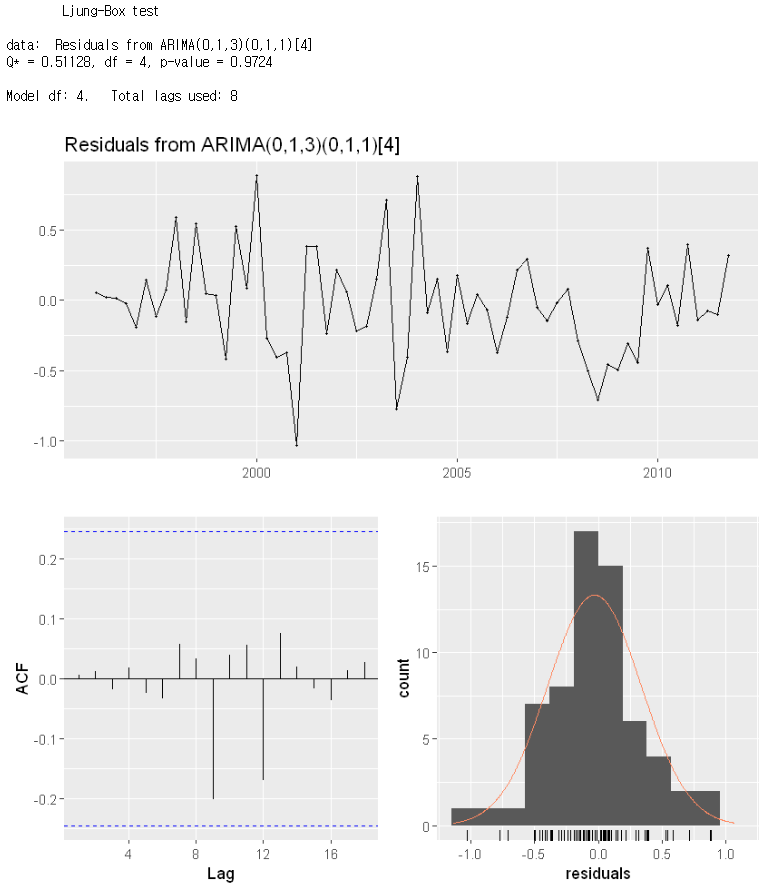 Ljung-Box test
data:  Residuals from ARIMA(0,1,3)(0,1,1)[4]
Q* = 0.51128, df = 4, p-value = 0.9724
Model df: 4.   Total lags used: 8
Residuals from ARIMA(0,1,3)(0,1,1)[4]
0.5
0.0
-0.5
-1.0
2000 2005 2010
0.2
0.1
0.0
-0.1
-0.2
ACF
4 8 12 16
Lag
15
10
5
0
count
-1.0 -0.5 0.0 0.5 1.0
residuals